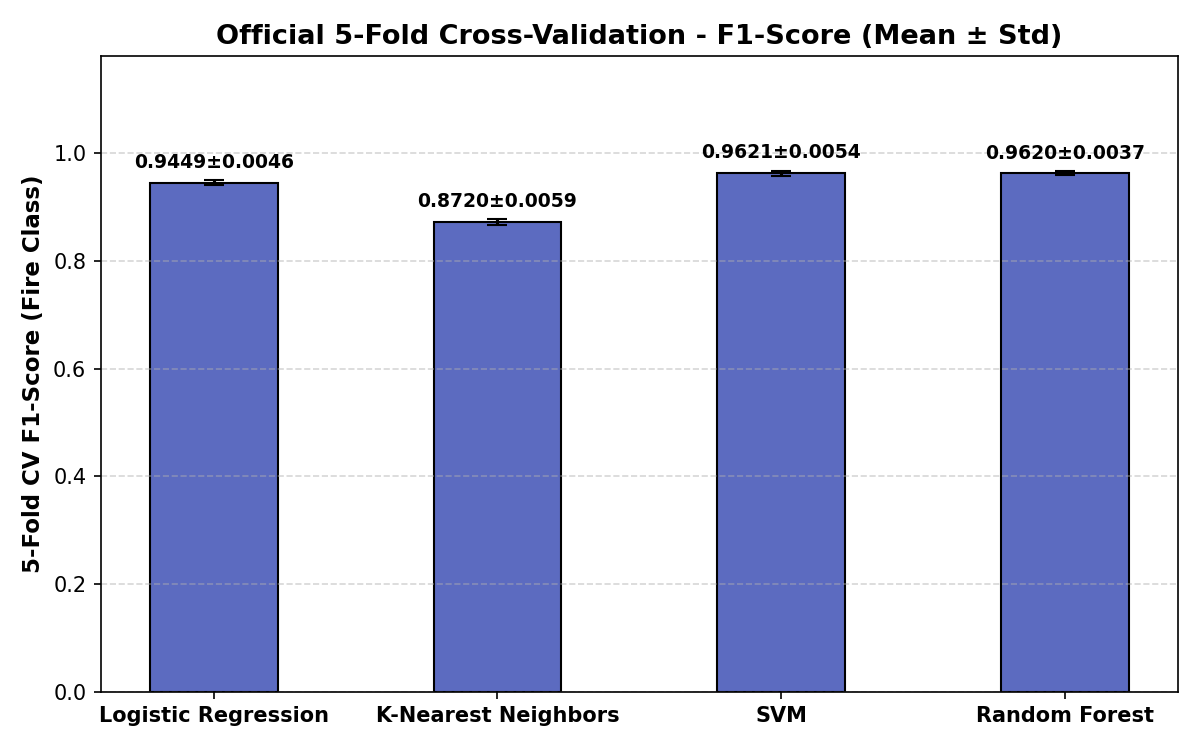 Official 5-Fold Cross-Validation - F1-Score (Mean ± Std)
5-Fold CV F1-Score (Fire Class)
1.0
0.8
0.6
0.4
0.2
0.0
0.9449±0.0046
0.8720±0.0059
0.9621±0.0054
0.9620±0.0037
Logistic Regression
K-Nearest Neighbors
SVM
Random Forest